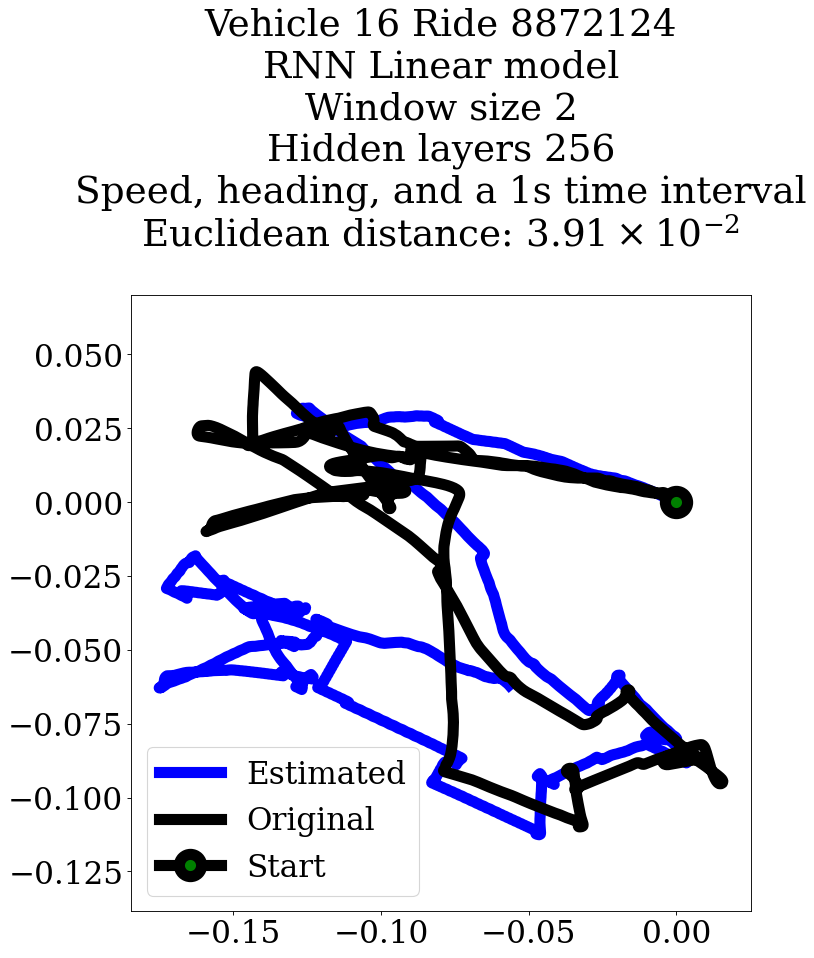 Vehicle 16 Ride 8872124
RNN Linear model
Window size 2
Hidden layers 256
Speed, heading, and a 1s time interval
Euclidean distance: 3.91 × 10⁻²
0.050
0.025
0.000
−0.025
−0.050
−0.075
−0.100
−0.125
Estimated
Original
Start
−0.15 −0.10 −0.05 0.00